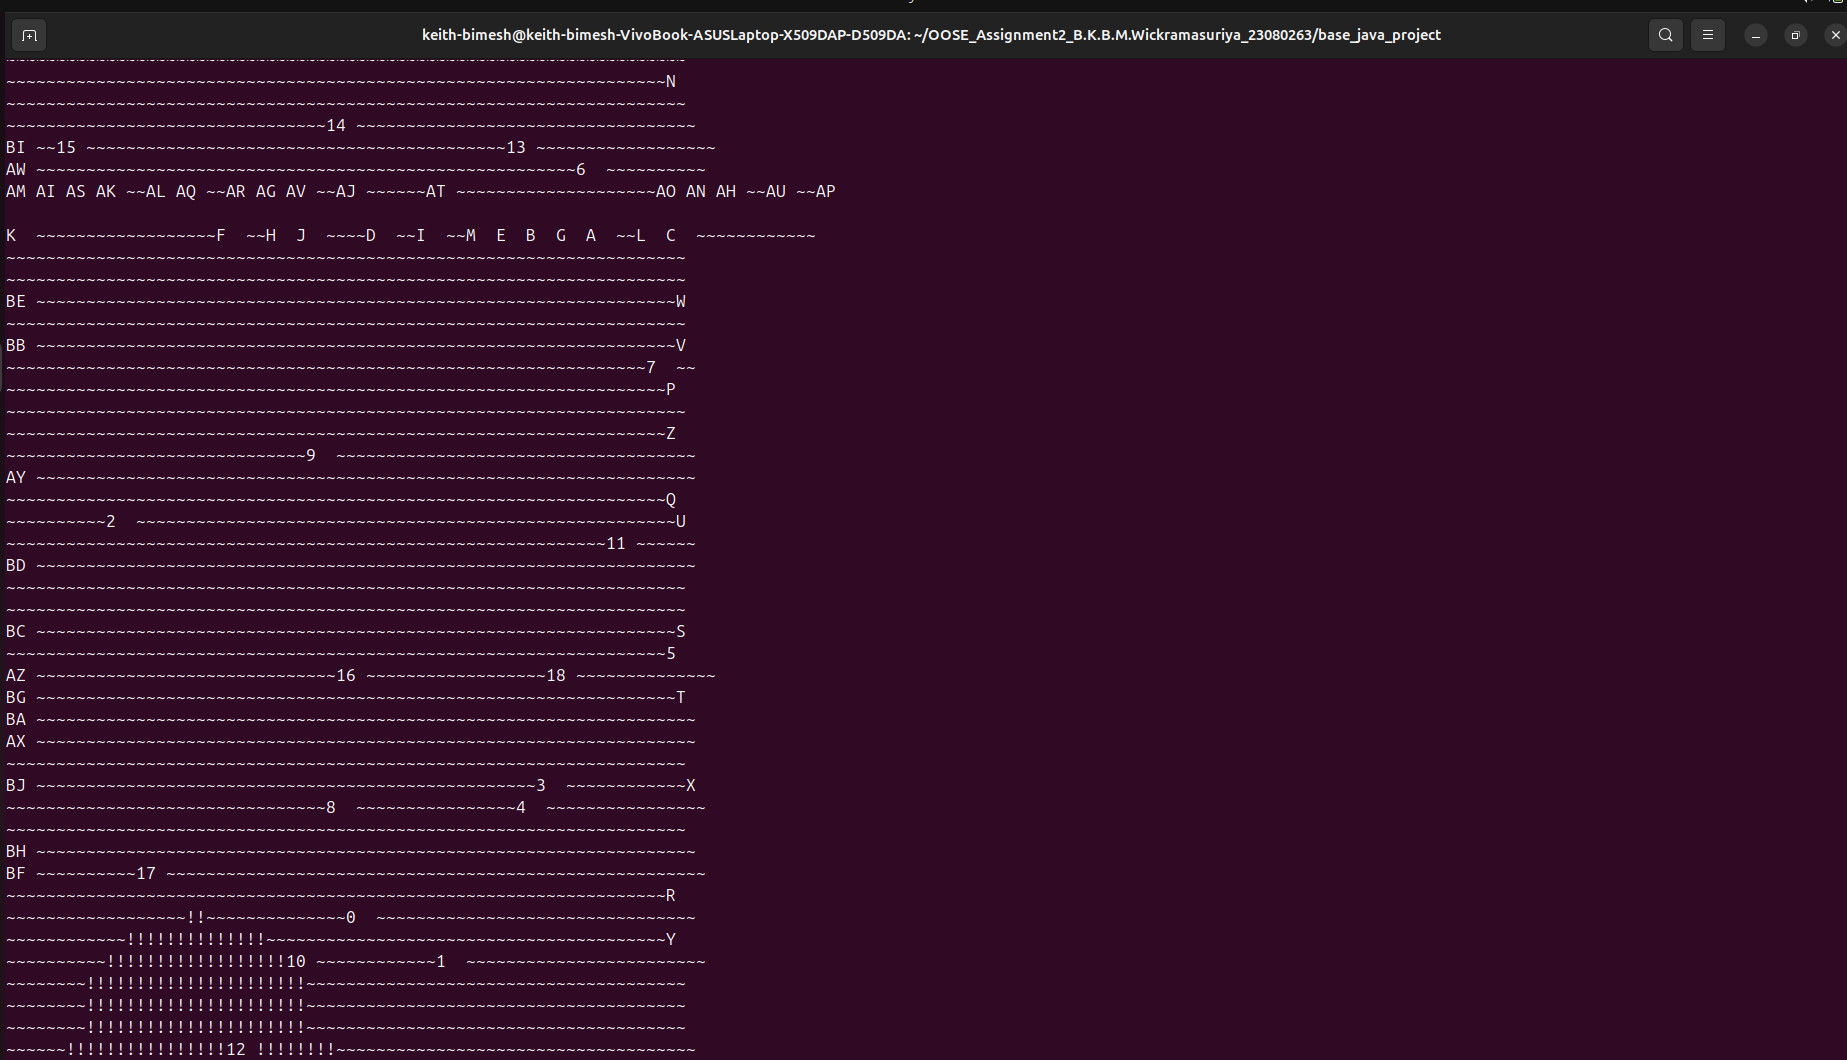 keith-bimesh@keith-bimesh-VivoBook-ASUSLaptop-X509DAP-D509DA: ~/OOSE_Assignment2_B.K.B.M.Wickramasuriya_23080263/base_java_project
~~~~~~~~~~~~~~~~~~~~~~~~~~~~~~~~~~~~~~~~~~~~~~~~~~~~~~~~~~~~~~~~~~~~
~~~~~~~~~~~~~~~~~~~~~~~~~~~~~~~~~~~~~~~~~~~~~~~~~~~~~~~~~~~~~~~~~~N
~~~~~~~~~~~~~~~~~~~~~~~~~~~~~~~~~~~~~~~~~~~~~~~~~~~~~~~~~~~~~~~~~~~~
~~~~~~~~~~~~~~~~~~~~~~~~~~~~~~~~14 ~~~~~~~~~~~~~~~~~~~~~~~~~~~~~~~~~~
BI ~~15 ~~~~~~~~~~~~~~~~~~~~~~~~~~~~~~~~~~~~~~~~~~13 ~~~~~~~~~~~~~~~~~~
AW ~~~~~~~~~~~~~~~~~~~~~~~~~~~~~~~~~~~~~~~~~~~~~~~~~~~~~~6  ~~~~~~~~~~
AM AI AS AK ~~AL AQ ~~AR AG AV ~~AJ ~~~~~~AT ~~~~~~~~~~~~~~~~~~~~AO AN AH ~~AU ~~AP
K  ~~~~~~~~~~~~~~~~~~F  ~~H  J  ~~~~D  ~~I  ~~M  E  B  G  A  ~~L  C  ~~~~~~~~~~~~
~~~~~~~~~~~~~~~~~~~~~~~~~~~~~~~~~~~~~~~~~~~~~~~~~~~~~~~~~~~~~~~~~~~~
~~~~~~~~~~~~~~~~~~~~~~~~~~~~~~~~~~~~~~~~~~~~~~~~~~~~~~~~~~~~~~~~~~~~
BE ~~~~~~~~~~~~~~~~~~~~~~~~~~~~~~~~~~~~~~~~~~~~~~~~~~~~~~~~~~~~~~~~W
~~~~~~~~~~~~~~~~~~~~~~~~~~~~~~~~~~~~~~~~~~~~~~~~~~~~~~~~~~~~~~~~~~~~
BB ~~~~~~~~~~~~~~~~~~~~~~~~~~~~~~~~~~~~~~~~~~~~~~~~~~~~~~~~~~~~~~~~V
~~~~~~~~~~~~~~~~~~~~~~~~~~~~~~~~~~~~~~~~~~~~~~~~~~~~~~~~~~~~~~~~7  ~~
~~~~~~~~~~~~~~~~~~~~~~~~~~~~~~~~~~~~~~~~~~~~~~~~~~~~~~~~~~~~~~~~~~P
~~~~~~~~~~~~~~~~~~~~~~~~~~~~~~~~~~~~~~~~~~~~~~~~~~~~~~~~~~~~~~~~~~~~
~~~~~~~~~~~~~~~~~~~~~~~~~~~~~~~~~~~~~~~~~~~~~~~~~~~~~~~~~~~~~~~~~~Z
~~~~~~~~~~~~~~~~~~~~~~~~~~~~~~9  ~~~~~~~~~~~~~~~~~~~~~~~~~~~~~~~~~~~~
AY ~~~~~~~~~~~~~~~~~~~~~~~~~~~~~~~~~~~~~~~~~~~~~~~~~~~~~~~~~~~~~~~~~~
~~~~~~~~~~~~~~~~~~~~~~~~~~~~~~~~~~~~~~~~~~~~~~~~~~~~~~~~~~~~~~~~~~Q
~~~~~~~~~~2  ~~~~~~~~~~~~~~~~~~~~~~~~~~~~~~~~~~~~~~~~~~~~~~~~~~~~~~U
~~~~~~~~~~~~~~~~~~~~~~~~~~~~~~~~~~~~~~~~~~~~~~~~~~~~~~~~~~~~11 ~~~~~~
BD ~~~~~~~~~~~~~~~~~~~~~~~~~~~~~~~~~~~~~~~~~~~~~~~~~~~~~~~~~~~~~~~~~~
~~~~~~~~~~~~~~~~~~~~~~~~~~~~~~~~~~~~~~~~~~~~~~~~~~~~~~~~~~~~~~~~~~~~
~~~~~~~~~~~~~~~~~~~~~~~~~~~~~~~~~~~~~~~~~~~~~~~~~~~~~~~~~~~~~~~~~~~~
BC ~~~~~~~~~~~~~~~~~~~~~~~~~~~~~~~~~~~~~~~~~~~~~~~~~~~~~~~~~~~~~~~~S
~~~~~~~~~~~~~~~~~~~~~~~~~~~~~~~~~~~~~~~~~~~~~~~~~~~~~~~~~~~~~~~~~~5
AZ ~~~~~~~~~~~~~~~~~~~~~~~~~~~~~~16 ~~~~~~~~~~~~~~~~~~18 ~~~~~~~~~~~~~~
BG ~~~~~~~~~~~~~~~~~~~~~~~~~~~~~~~~~~~~~~~~~~~~~~~~~~~~~~~~~~~~~~~~T
BA ~~~~~~~~~~~~~~~~~~~~~~~~~~~~~~~~~~~~~~~~~~~~~~~~~~~~~~~~~~~~~~~~~~
AX ~~~~~~~~~~~~~~~~~~~~~~~~~~~~~~~~~~~~~~~~~~~~~~~~~~~~~~~~~~~~~~~~~~
~~~~~~~~~~~~~~~~~~~~~~~~~~~~~~~~~~~~~~~~~~~~~~~~~~~~~~~~~~~~~~~~~~~~
BJ ~~~~~~~~~~~~~~~~~~~~~~~~~~~~~~~~~~~~~~~~~~~~~~~~~~3  ~~~~~~~~~~~~X
~~~~~~~~~~~~~~~~~~~~~~~~~~~~~~~~8  ~~~~~~~~~~~~~~~~4  ~~~~~~~~~~~~~~~~
~~~~~~~~~~~~~~~~~~~~~~~~~~~~~~~~~~~~~~~~~~~~~~~~~~~~~~~~~~~~~~~~~~~~
BH ~~~~~~~~~~~~~~~~~~~~~~~~~~~~~~~~~~~~~~~~~~~~~~~~~~~~~~~~~~~~~~~~~~
BF ~~~~~~~~~~17 ~~~~~~~~~~~~~~~~~~~~~~~~~~~~~~~~~~~~~~~~~~~~~~~~~~~~~~
~~~~~~~~~~~~~~~~~~~~~~~~~~~~~~~~~~~~~~~~~~~~~~~~~~~~~~~~~~~~~~~~~~R
~~~~~~~~~~~~~~~~~~!!~~~~~~~~~~~~~~0  ~~~~~~~~~~~~~~~~~~~~~~~~~~~~~~~~
~~~~~~~~~~~~!!!!!!!!!!!!!!~~~~~~~~~~~~~~~~~~~~~~~~~~~~~~~~~~~~~~~~Y
~~~~~~~~~~!!!!!!!!!!!!!!!!!!10 ~~~~~~~~~~~~1  ~~~~~~~~~~~~~~~~~~~~~~~~
~~~~~~~~!!!!!!!!!!!!!!!!!!!!!!~~~~~~~~~~~~~~~~~~~~~~~~~~~~~~~~~~~~~~
~~~~~~~~!!!!!!!!!!!!!!!!!!!!!!~~~~~~~~~~~~~~~~~~~~~~~~~~~~~~~~~~~~~~
~~~~~~~~!!!!!!!!!!!!!!!!!!!!!!~~~~~~~~~~~~~~~~~~~~~~~~~~~~~~~~~~~~~~
~~~~~~!!!!!!!!!!!!!!!!12 !!!!!!!!~~~~~~~~~~~~~~~~~~~~~~~~~~~~~~~~~~~~